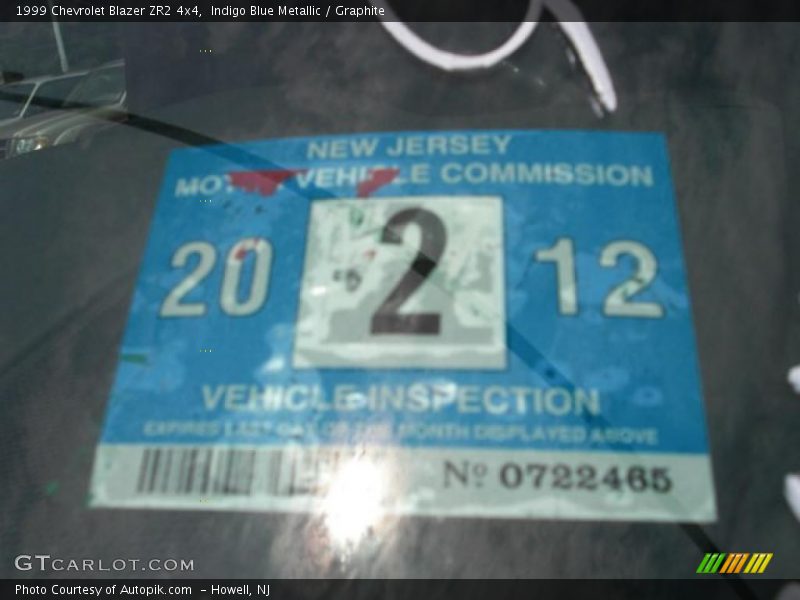 1999 Chevrolet Blazer ZR2 4x4,  Indigo Blue Metallic / Graphite
NEW JERSEY
MOTOR VEHICLE COMMISSION
20 2 12
VEHICLE INSPECTION
EXPIRES LAST DAY OF THE MONTH DISPLAYED ABOVE
Nº 0722465
GTCARLOT.COM
Photo Courtesy of Autopik.com  – Howell, NJ